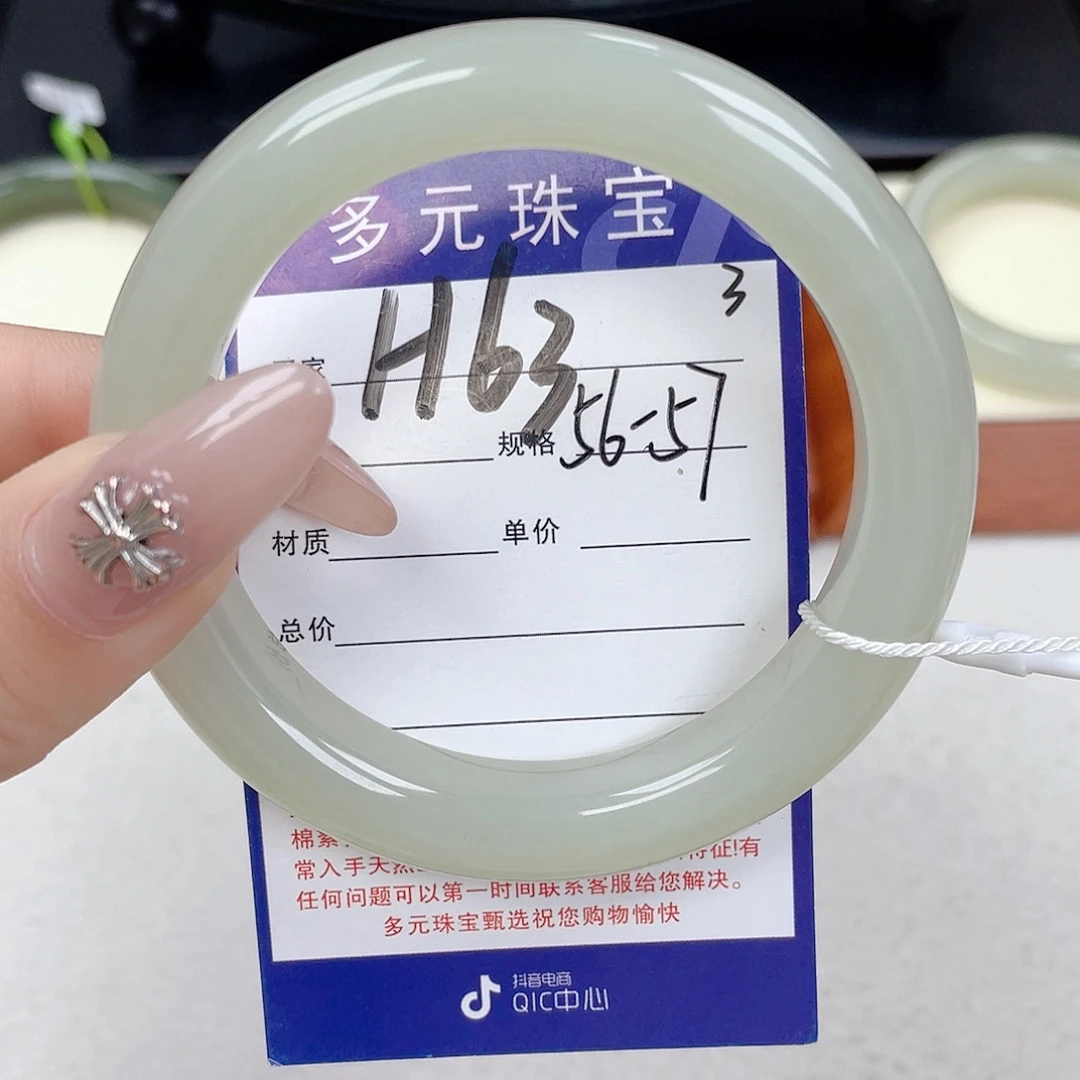 多元珠宝
3
H63
规格 56-57
材质 单价
总价
常入手天然 特征!有
任何问题可以第一时间联系客服给您解决。
多元珠宝甄选祝您购物愉快
抖音电商
QIC中心